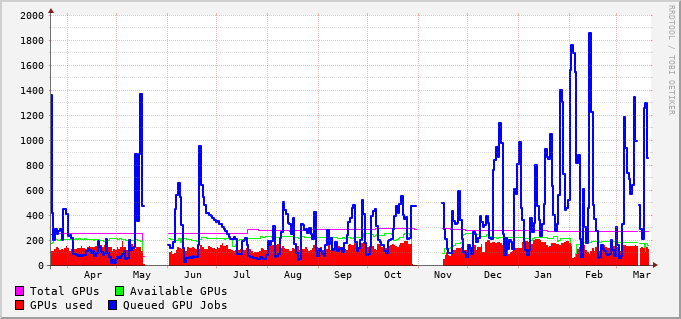 RRDTOOL / TOBI OETIKER
2000
1800
1600
1400
1200
1000
800
600
400
200
0
Apr May Jun Jul Aug Sep Oct Nov Dec Jan Feb Mar
Total GPUs Available GPUs
GPUs used Queued GPU Jobs